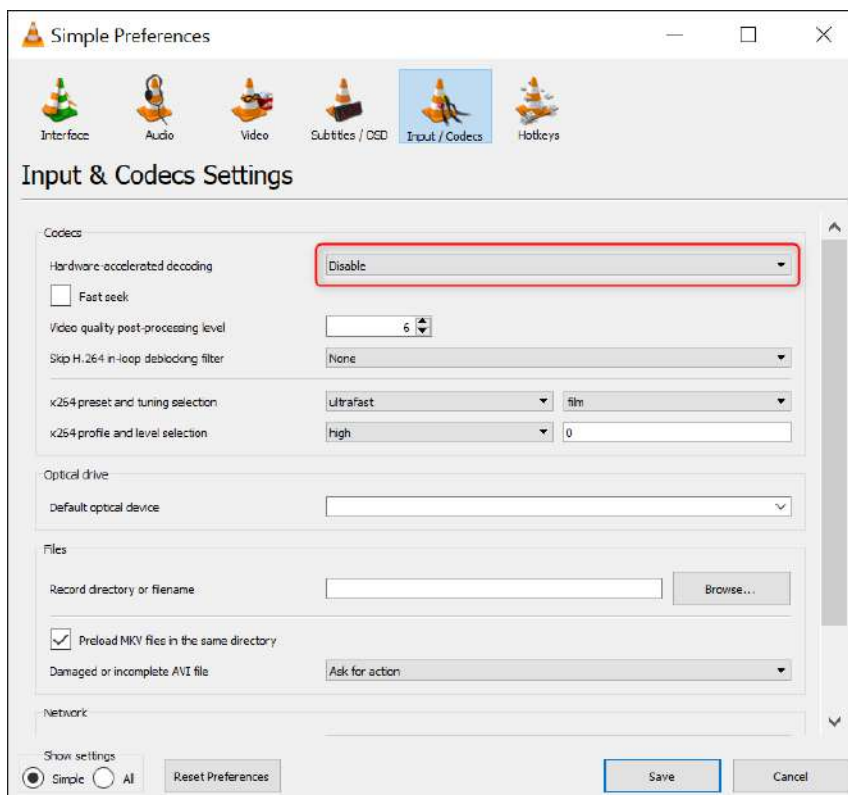 Simple Preferences
Interface Audio Video Subtitles / OSD Input / Codecs Hotkeys
Input & Codecs Settings
Codecs
Hardware-accelerated decoding Disable
Fast seek
Video quality post-processing level 6
Skip H.264 in-loop deblocking filter None
x264 preset and tuning selection ultrafast film
x264 profile and level selection high 0
Optical drive
Default optical device
Files
Record directory or filename Browse...
Preload MKV files in the same directory
Damaged or incomplete AVI file Ask for action
Network
Show settings
Simple All Reset Preferences Save Cancel